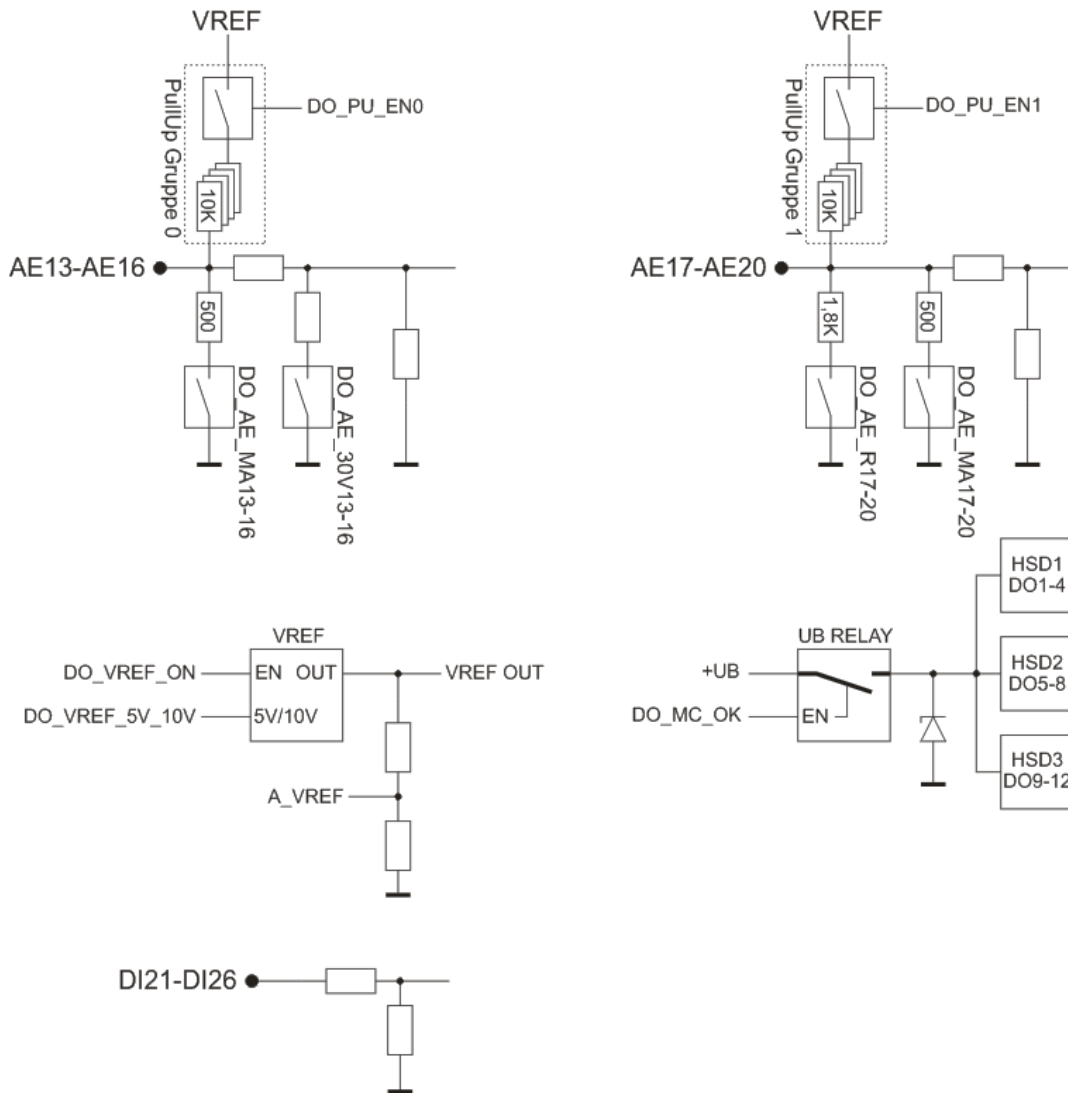 VREF
DO_PU_EN0
PullUp Gruppe 0
10K
AE13-AE16
500
DO_AE_MA13-16
DO_AE_30V13-16
VREF
DO_PU_EN1
PullUp Gruppe 1
10K
AE17-AE20
1,8K
500
DO_AE_R17-20
DO_AE_MA17-20
VREF
DO_VREF_ON
EN OUT
VREF OUT
DO_VREF_5V_10V
5V/10V
A_VREF
UB RELAY
+UB
DO_MC_OK
EN
HSD1
DO1-4
HSD2
DO5-8
HSD3
DO9-12
DI21-DI26